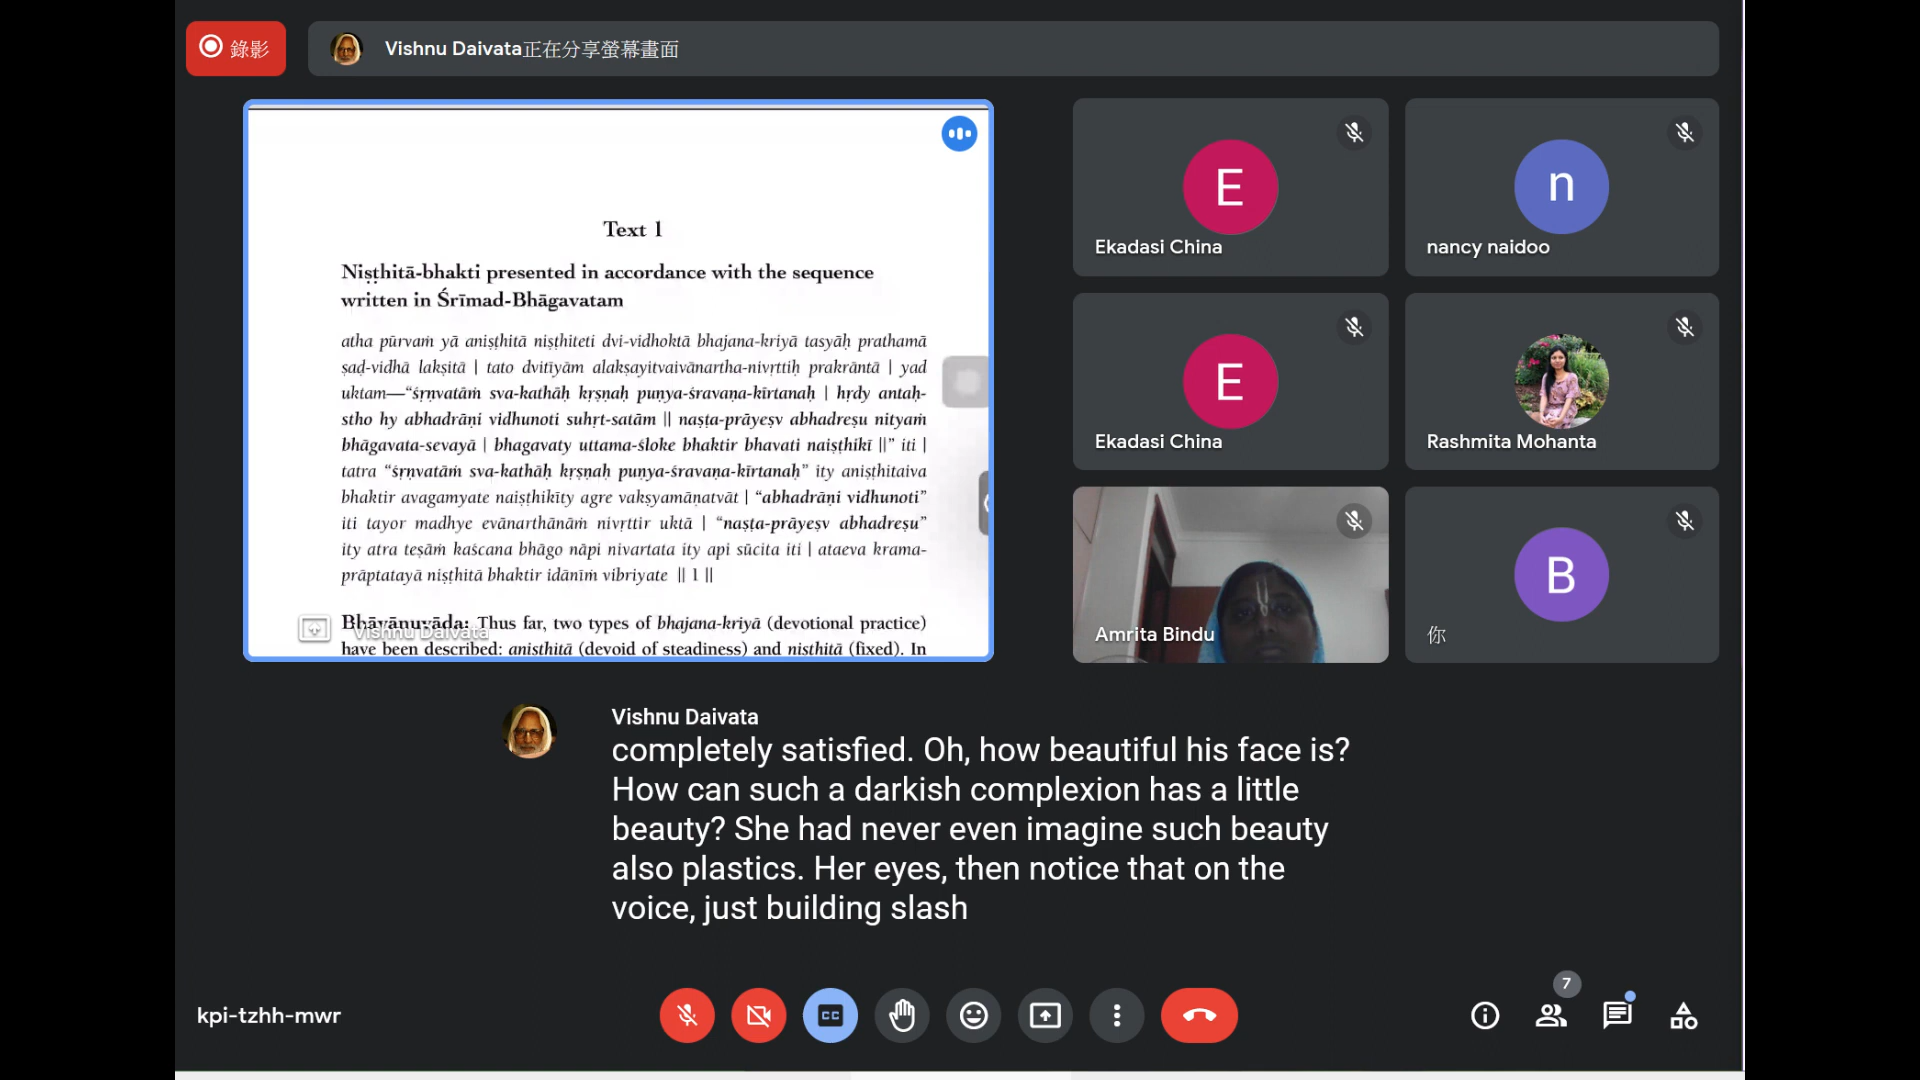 錄影
Vishnu Daivata正在分享螢幕畫面
Text 1
Niṣṭhitā-bhakti presented in accordance with the sequence
written in Śrīmad-Bhāgavatam
atha pūrvaṁ yā aniṣṭhitā niṣṭhiteti dvi-vidhoktā bhajana-kriyā tasyāḥ prathamā
ṣaḍ-vidhā lakṣitā | tato dvitīyām alakṣayitvaivānartha-nivṛttiḥ prakrāntā | yad
uktam—“śṛṇvatāṁ sva-kathāḥ kṛṣṇaḥ puṇya-śravaṇa-kīrtanaḥ | hṛdy antaḥ-
stho hy abhadrāṇi vidhunoti suhṛt-satām || naṣṭa-prāyeṣv abhadreṣu nityaṁ
bhāgavata-sevayā | bhagavaty uttama-śloke bhaktir bhavati naiṣṭhikī ||” iti |
tatra “śṛṇvatāṁ sva-kathāḥ kṛṣṇaḥ puṇya-śravaṇa-kīrtanaḥ” ity aniṣṭhitaiva
bhaktir avagamyate naiṣṭhikīty agre vakṣyamāṇatvāt | “abhadrāṇi vidhunoti”
iti tayor madhye evānarthānāṁ nivṛttir uktā | “naṣṭa-prāyeṣv abhadreṣu”
ity atra teṣāṁ kaścana bhāgo nāpi nivartata ity api sūcita iti | ataeva krama-
prāptatayā niṣṭhitā bhaktir idānīṁ vibriyate || 1 ||
Bhāvānuvāda: Thus far, two types of bhajana-kriyā (devotional practice)
have been described: aniṣṭhitā (devoid of steadiness) and niṣṭhitā (fixed). In
Vishnu Daivata
Ekadasi China
n
nancy naidoo
E
Ekadasi China
E
Rashmita Mohanta
Amrita Bindu
B
你
Vishnu Daivata
completely satisfied. Oh, how beautiful his face is?
How can such a darkish complexion has a little
beauty? She had never even imagine such beauty
also plastics. Her eyes, then notice that on the
voice, just building slash
kpi-tzhh-mwr
CC
7